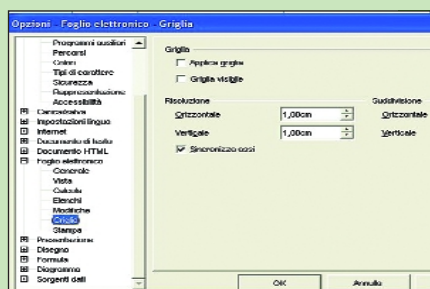 Opzioni - Foglio elettronico - Griglia
Programmi ausiliari
Percorsi
Colori
Tipi di carattere
Sicurezza
Rappresentazione
Accessibilità
Carica/salva
Impostazioni lingua
Internet
Documento di testo
Documento HTML
Foglio elettronico
Generale
Vista
Calcola
Elenchi
Modifiche
Griglia
Stampa
Presentazione
Disegno
Formula
Diagramma
Sorgenti dati
Griglia
Applica griglia
Griglia visibile
Risoluzione
Suddivisione
Orizzontale
1,00cm
Orizzontale
Verticale
1,00cm
Verticale
Sincronizza assi
OK
Annulla